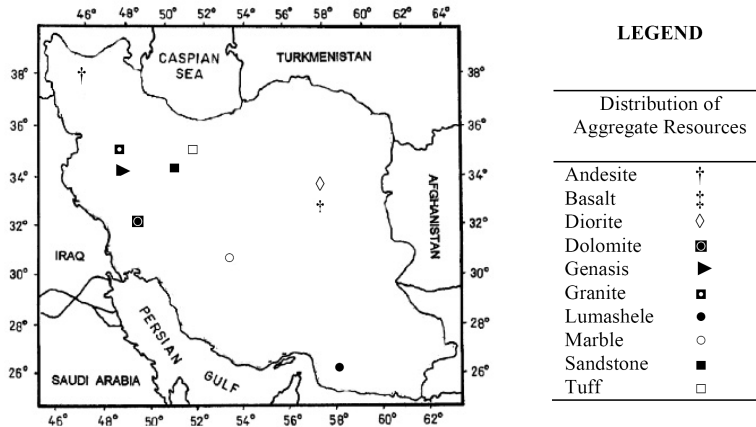 46° 48° 50° 52° 54° 56° 58° 60° 62° 64°
CASPIAN
SEA
TURKMENISTAN
38° 38°
36° 36°
34° 34°
32° 32°
30° 30°
28° 28°
26° 26°
AFGHANISTAN
IRAQ
PERSIAN
GULF
SAUDI ARABIA
46° 48° 50° 52° 54° 56° 58° 60° 62°
LEGEND
Distribution of
Aggregate Resources
Andesite †
Basalt ‡
Diorite ◊
Dolomite
Genasis ►
Granite
Lumashele ●
Marble ○
Sandstone ■
Tuff □